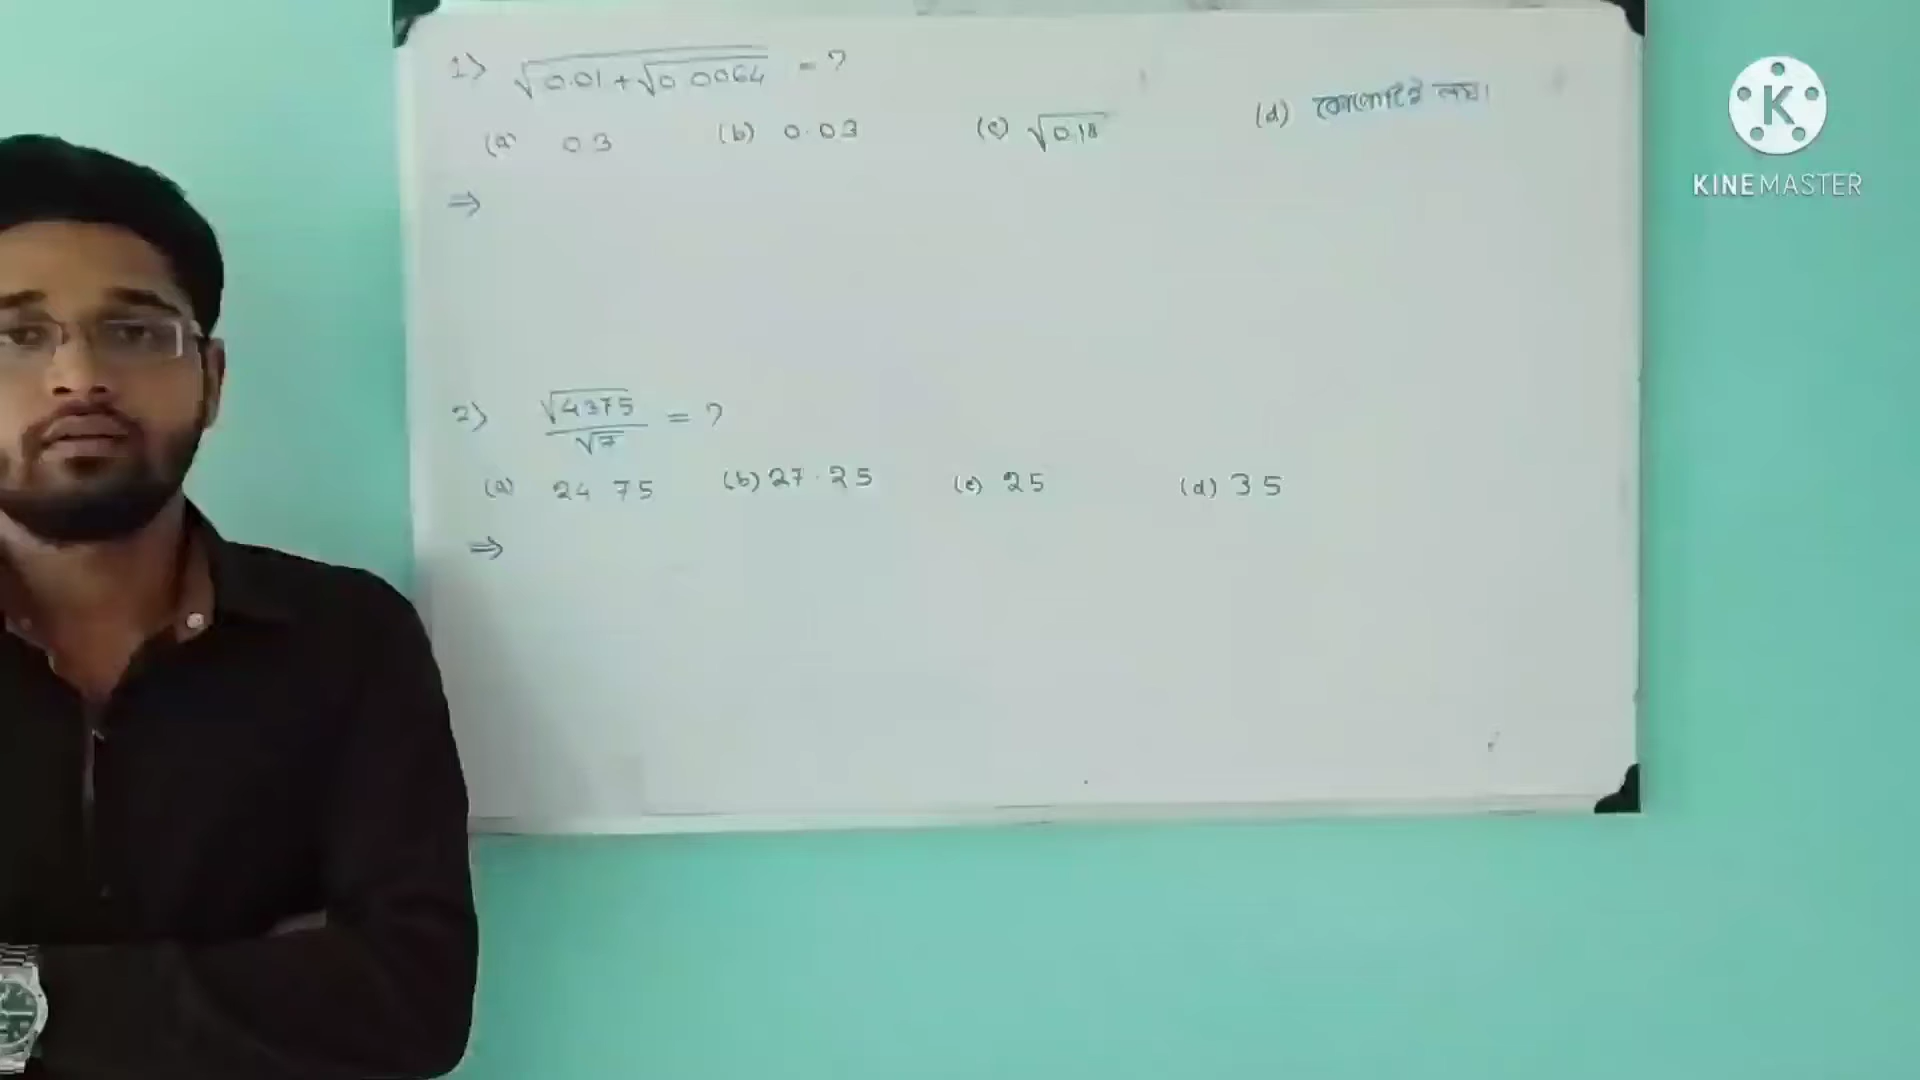 1) √0.01 + √0.0064 = ?
(a) 0.3 (b) 0.03 (c) √0.18 (d) কোনোটিই নয়।
⇒
2) √4375 / √7 = ?
(a) 24.75 (b) 27.25 (c) 25 (d) 35
⇒
K
KINEMASTER